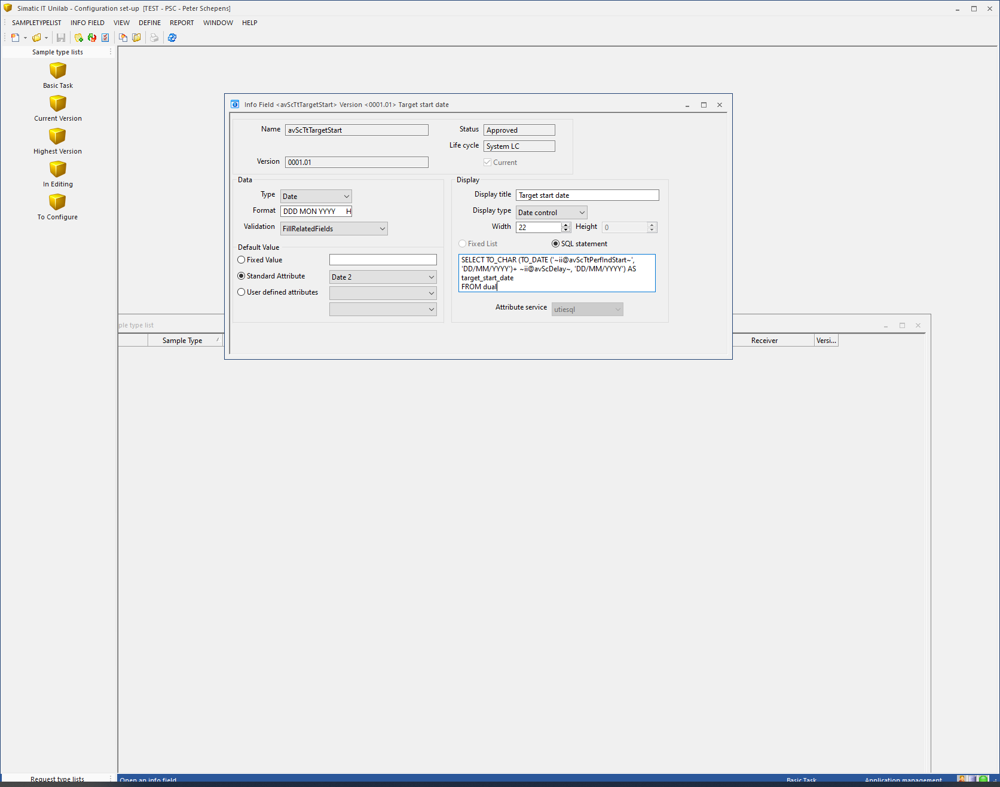 Simatic IT Unilab - Configuration set-up [TEST - PSC - Peter Schepens]
SAMPLETYPELIST INFO FIELD VIEW DEFINE REPORT WINDOW HELP
Sample type lists
Basic Task
Current Version
Highest Version
In Editing
To Configure
Info Field <avScTtTargetStart> Version <0001.01> Target start date
Name avScTtTargetStart Status Approved
Life cycle System LC
Version 0001.01 Current
Data
Type Date
Format DDD MON YYYY H
Validation FillRelatedFields
Default Value
Fixed Value
Standard Attribute Date 2
User defined attributes
Display
Display title Target start date
Display type Date control
Width 22 Height 0
Fixed List SQL statement
SELECT TO_CHAR (TO_DATE ('~ii@avScTtPerfIndStart~',
'DD/MM/YYYY')+ ~ii@avScDelay~, 'DD/MM/YYYY') AS
target_start_date
FROM dual
Attribute service utiesql
ple type list
Sample Type Receiver Versi...
Request type lists Open an info field Basic Task Application management